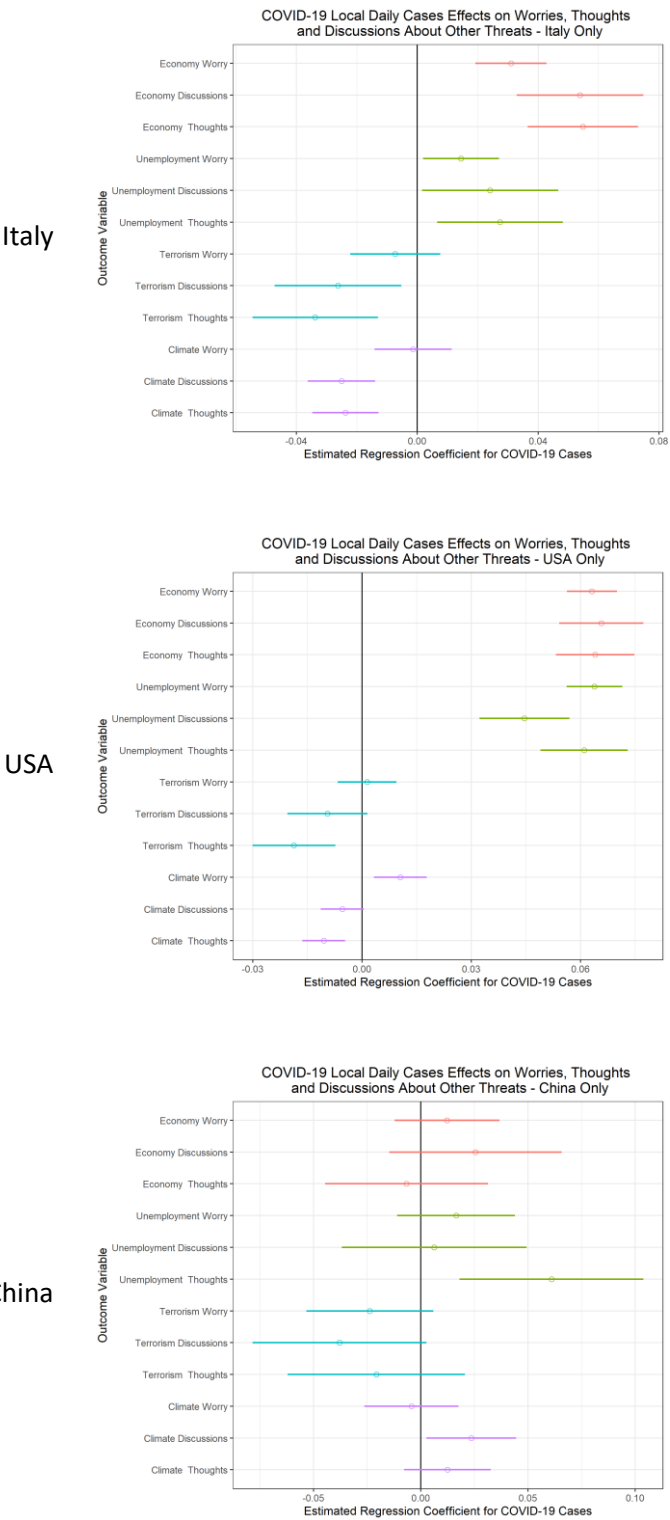 COVID-19 Local Daily Cases Effects on Worries, Thoughts
and Discussions About Other Threats - Italy Only
Italy
Outcome Variable
Economy Worry
Economy Discussions
Economy  Thoughts
Unemployment Worry
Unemployment Discussions
Unemployment  Thoughts
Terrorism Worry
Terrorism Discussions
Terrorism  Thoughts
Climate Worry
Climate Discussions
Climate  Thoughts
-0.04 0.00 0.04 0.08
Estimated Regression Coefficient for COVID-19 Cases
COVID-19 Local Daily Cases Effects on Worries, Thoughts
and Discussions About Other Threats - USA Only
USA
Outcome Variable
Economy Worry
Economy Discussions
Economy  Thoughts
Unemployment Worry
Unemployment Discussions
Unemployment  Thoughts
Terrorism Worry
Terrorism Discussions
Terrorism  Thoughts
Climate Worry
Climate Discussions
Climate  Thoughts
-0.03 0.00 0.03 0.06
Estimated Regression Coefficient for COVID-19 Cases
COVID-19 Local Daily Cases Effects on Worries, Thoughts
and Discussions About Other Threats - China Only
China
Outcome Variable
Economy Worry
Economy Discussions
Economy  Thoughts
Unemployment Worry
Unemployment Discussions
Unemployment  Thoughts
Terrorism Worry
Terrorism Discussions
Terrorism  Thoughts
Climate Worry
Climate Discussions
Climate  Thoughts
-0.05 0.00 0.05 0.10
Estimated Regression Coefficient for COVID-19 Cases